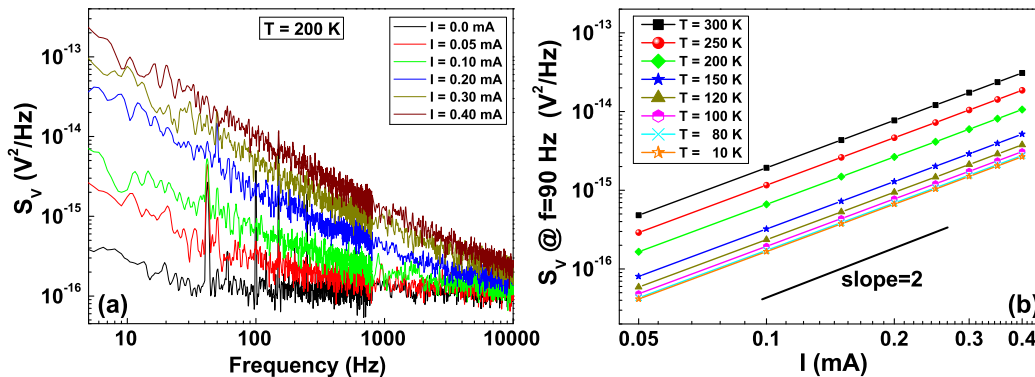 T = 200 K
I = 0.0 mA
I = 0.05 mA
I = 0.10 mA
I = 0.20 mA
I = 0.30 mA
I = 0.40 mA
10^-13
10^-14
10^-15
10^-16
S_V (V^2/Hz)
(a)
10 100 1000 10000
Frequency (Hz)
T = 300 K
T = 250 K
T = 200 K
T = 150 K
T = 120 K
T = 100 K
T = 80 K
T = 10 K
10^-13
10^-14
10^-15
10^-16
S_V @ f=90 Hz (V^2/Hz)
slope=2
(b)
0.05 0.1 0.2 0.3 0.4
I (mA)